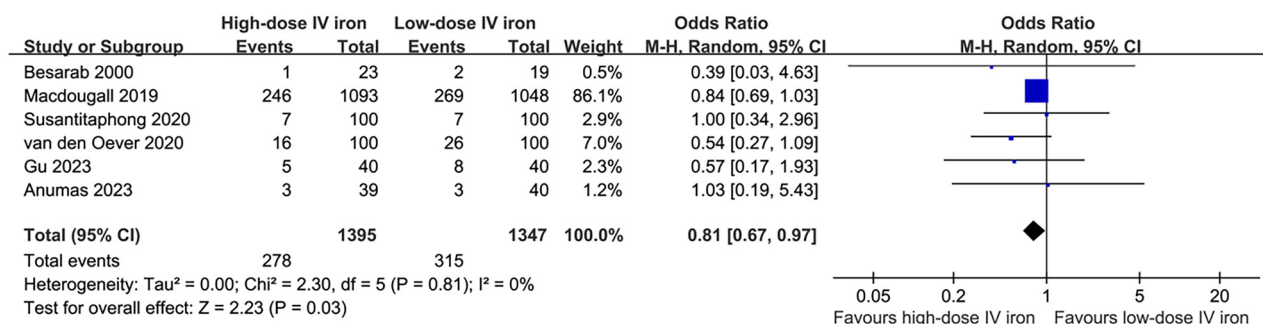 High-dose IV iron Low-dose IV iron Odds Ratio Odds Ratio
Study or Subgroup Events Total Events Total Weight M-H, Random, 95% CI M-H, Random, 95% CI
Besarab 2000 1 23 2 19 0.5% 0.39 [0.03, 4.63]
Macdougall 2019 246 1093 269 1048 86.1% 0.84 [0.69, 1.03]
Susantitaphong 2020 7 100 7 100 2.9% 1.00 [0.34, 2.96]
van den Oever 2020 16 100 26 100 7.0% 0.54 [0.27, 1.09]
Gu 2023 5 40 8 40 2.3% 0.57 [0.17, 1.93]
Anumas 2023 3 39 3 40 1.2% 1.03 [0.19, 5.43]
Total (95% CI) 1395 1347 100.0% 0.81 [0.67, 0.97]
Total events 278 315
Heterogeneity: Tau² = 0.00; Chi² = 2.30, df = 5 (P = 0.81); I² = 0%
Test for overall effect: Z = 2.23 (P = 0.03)
0.05 0.2 1 5 20
Favours high-dose IV iron Favours low-dose IV iron